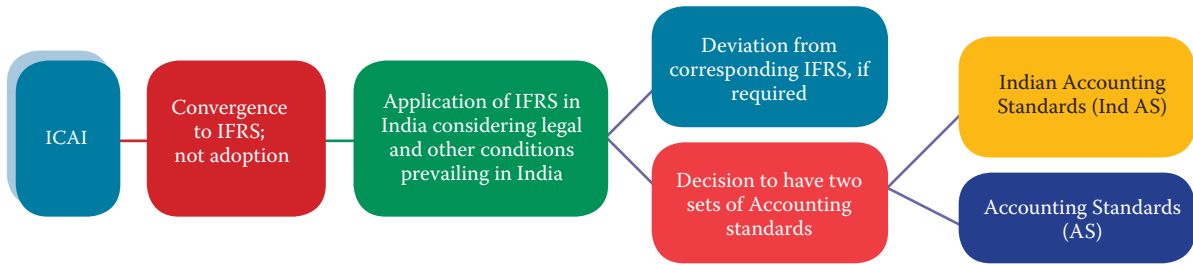 ICAI
Convergence
to IFRS;
not adoption
Application of IFRS in
India considering legal
and other conditions
prevailing in India
Deviation from
corresponding IFRS, if
required
Decision to have two
sets of Accounting
standards
Indian Accounting
Standards (Ind AS)
Accounting Standards
(AS)